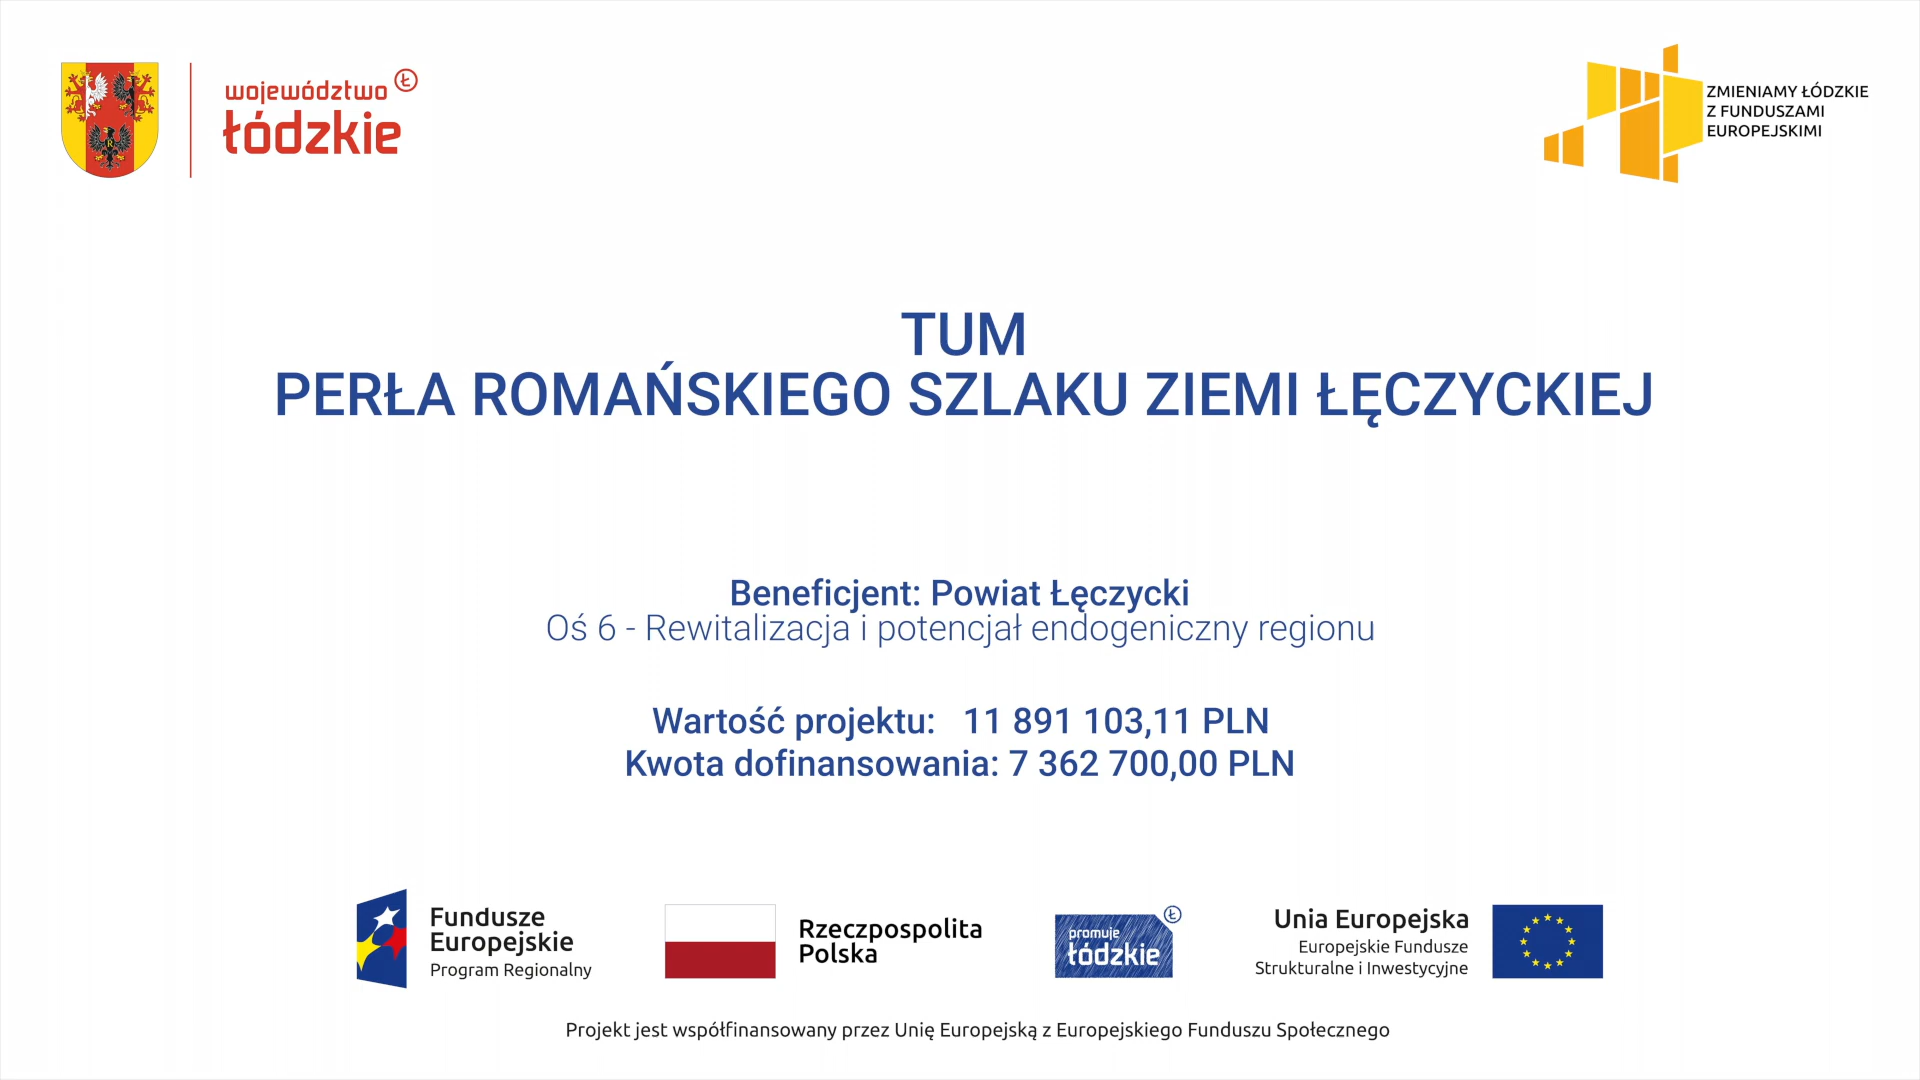 województwo
łódzkie
ZMIENIAMY ŁÓDZKIE
Z FUNDUSZAMI
EUROPEJSKIMI
TUM
PERŁA ROMAŃSKIEGO SZLAKU ZIEMI ŁĘCZYCKIEJ
Beneficjent: Powiat Łęczycki
Oś 6 - Rewitalizacja i potencjał endogeniczny regionu
Wartość projektu: 11 891 103,11 PLN
Kwota dofinansowania: 7 362 700,00 PLN
Fundusze
Europejskie
Program Regionalny
Rzeczpospolita
Polska
promuje
łódzkie
Unia Europejska
Europejskie Fundusze
Strukturalne i Inwestycyjne
Projekt jest współfinansowany przez Unię Europejską z Europejskiego Funduszu Społecznego